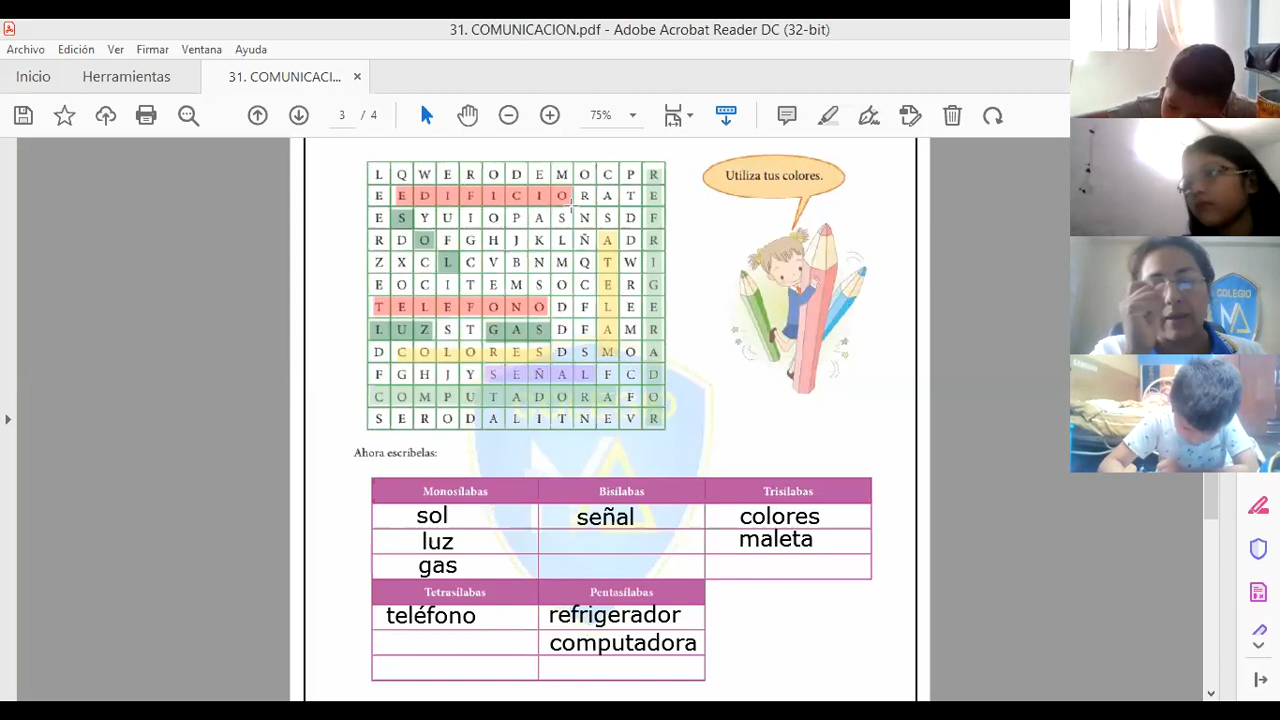 31. COMUNICACION.pdf - Adobe Acrobat Reader DC (32-bit)
Archivo Edición Ver Firmar Ventana Ayuda
Inicio Herramientas 31. COMUNICACI... ×
3 / 4 75%
L Q W E R O D E M O C P R
E E D I F I C I O R A T E
E S Y U I O P A S N S D F
R D O F G H J K L Ñ A D R
Z X C L C V B N M Q T W I
E O C I T E M S O C E R G
T E L E F O N O D F L E E
L U Z S T G A S D F A M R
D C O L O R E S D S M O A
F G H J Y S E Ñ A L F C D
C O M P U T A D O R A F O
S E R O D A L I T N E V R
Utiliza tus colores.
Ahora escribelas:
Monosílabas Bisílabas Trisílabas
sol señal colores
luz maleta
gas
Tetrasílabas Pentasílabas
teléfono refrigerador
computadora
COLEGIO